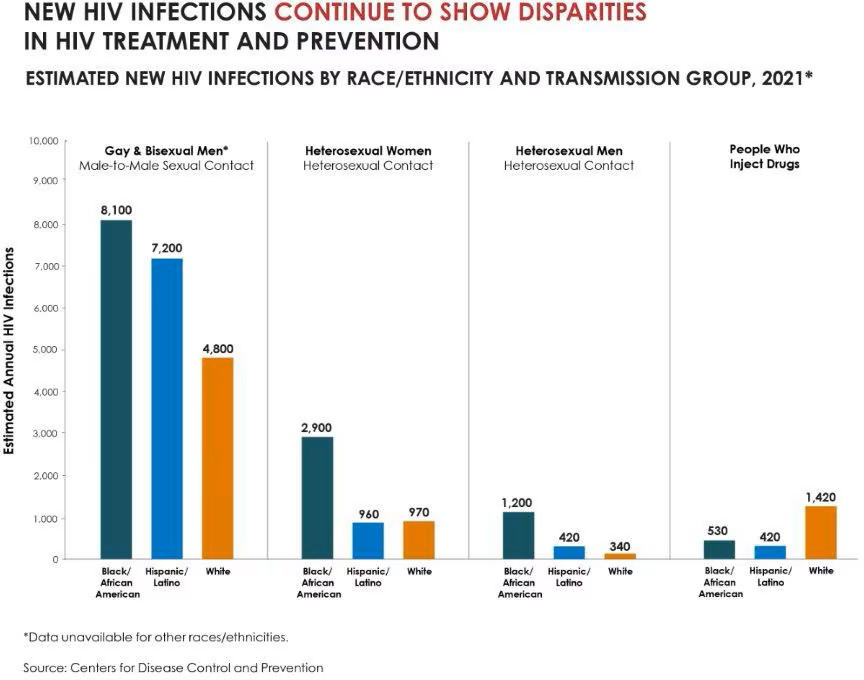 NEW HIV INFECTIONS CONTINUE TO SHOW DISPARITIES
IN HIV TREATMENT AND PREVENTION
ESTIMATED NEW HIV INFECTIONS BY RACE/ETHNICITY AND TRANSMISSION GROUP, 2021*
Estimated Annual HIV Infections
10,000
9,000
8,000
7,000
6,000
5,000
4,000
3,000
2,000
1,000
0
Gay & Bisexual Men*
Male-to-Male Sexual Contact
8,100
7,200
4,800
Black/
African
American
Hispanic/
Latino
White
Heterosexual Women
Heterosexual Contact
2,900
960
970
Black/
African
American
Hispanic/
Latino
White
Heterosexual Men
Heterosexual Contact
1,200
420
340
Black/
African
American
Hispanic/
Latino
White
People Who
Inject Drugs
530
420
1,420
Black/
African
American
Hispanic/
Latino
White
*Data unavailable for other races/ethnicities.
Source: Centers for Disease Control and Prevention